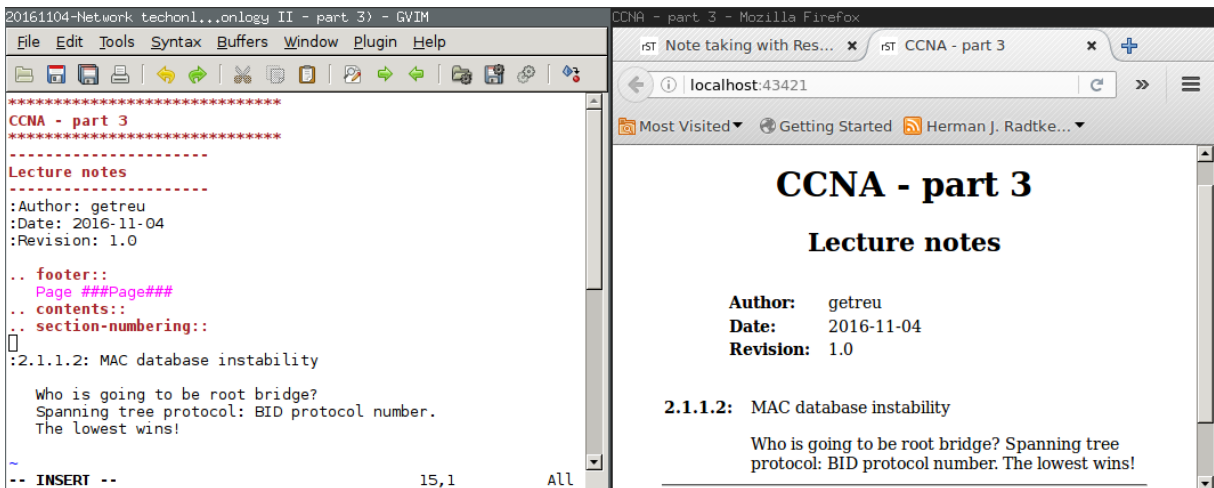 20161104-Network techonl...onlogy II - part 3) - GVIM
File Edit Tools Syntax Buffers Window Plugin Help
******************************
CCNA - part 3
******************************
----------------------
Lecture notes
----------------------
:Author: getreu
:Date: 2016-11-04
:Revision: 1.0
.. footer::
Page ###Page###
.. contents::
.. section-numbering::
:2.1.1.2: MAC database instability
Who is going to be root bridge?
Spanning tree protocol: BID protocol number.
The lowest wins!
~
-- INSERT -- 15,1 All
CCNA - part 3 - Mozilla Firefox
rST Note taking with Res... × rST CCNA - part 3 ×
localhost:43421
Most Visited Getting Started Herman J. Radtke...
CCNA - part 3
Lecture notes
Author: getreu
Date: 2016-11-04
Revision: 1.0
2.1.1.2: MAC database instability
Who is going to be root bridge? Spanning tree
protocol: BID protocol number. The lowest wins!